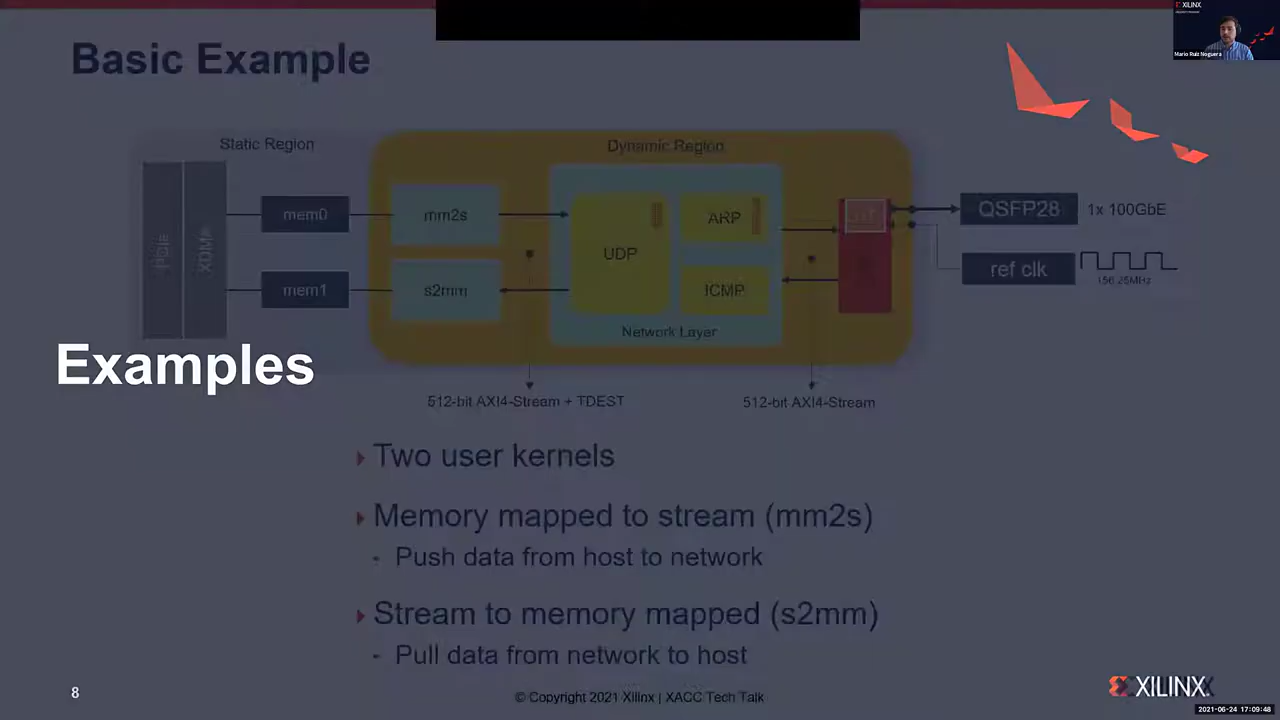 XILINX
Mario Ruiz Noguera
Basic Example
Static Region
Dynamic Region
PCIe
XDMA
mem0
mem1
mm2s
s2mm
UDP
ARP
ICMP
Network Layer
QSFP28
1x 100GbE
ref clk
156.25MHz
Examples
512-bit AXI4-Stream + TDEST
512-bit AXI4-Stream
Two user kernels
Memory mapped to stream (mm2s)
- Push data from host to network
Stream to memory mapped (s2mm)
- Pull data from network to host
8
© Copyright 2021 Xilinx | XACC Tech Talk
XILINX
2021-06-24 17:09:48